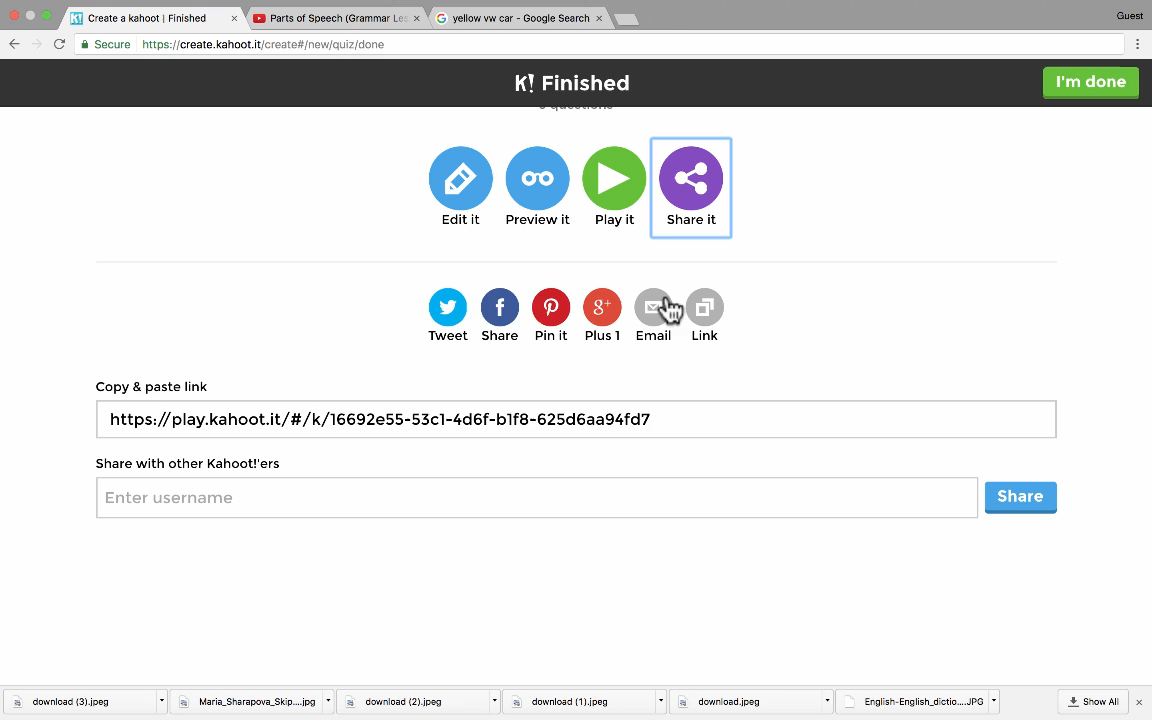 Guest
Create a kahoot | Finished
Parts of Speech (Grammar Les
yellow vw car - Google Search
Secure https://create.kahoot.it/create#/new/quiz/done
K! Finished
I'm done
questions
Edit it
Preview it
Play it
Share it
Tweet
Share
Pin it
Plus 1
Email
Link
Copy & paste link
https://play.kahoot.it/#/k/16692e55-53c1-4d6f-b1f8-625d6aa94fd7
Share with other Kahoot!'ers
Enter username
Share
download (3).jpeg
Maria_Sharapova_Skip....jpg
download (2).jpeg
download (1).jpeg
download.jpeg
English-English_dictio....JPG
Show All